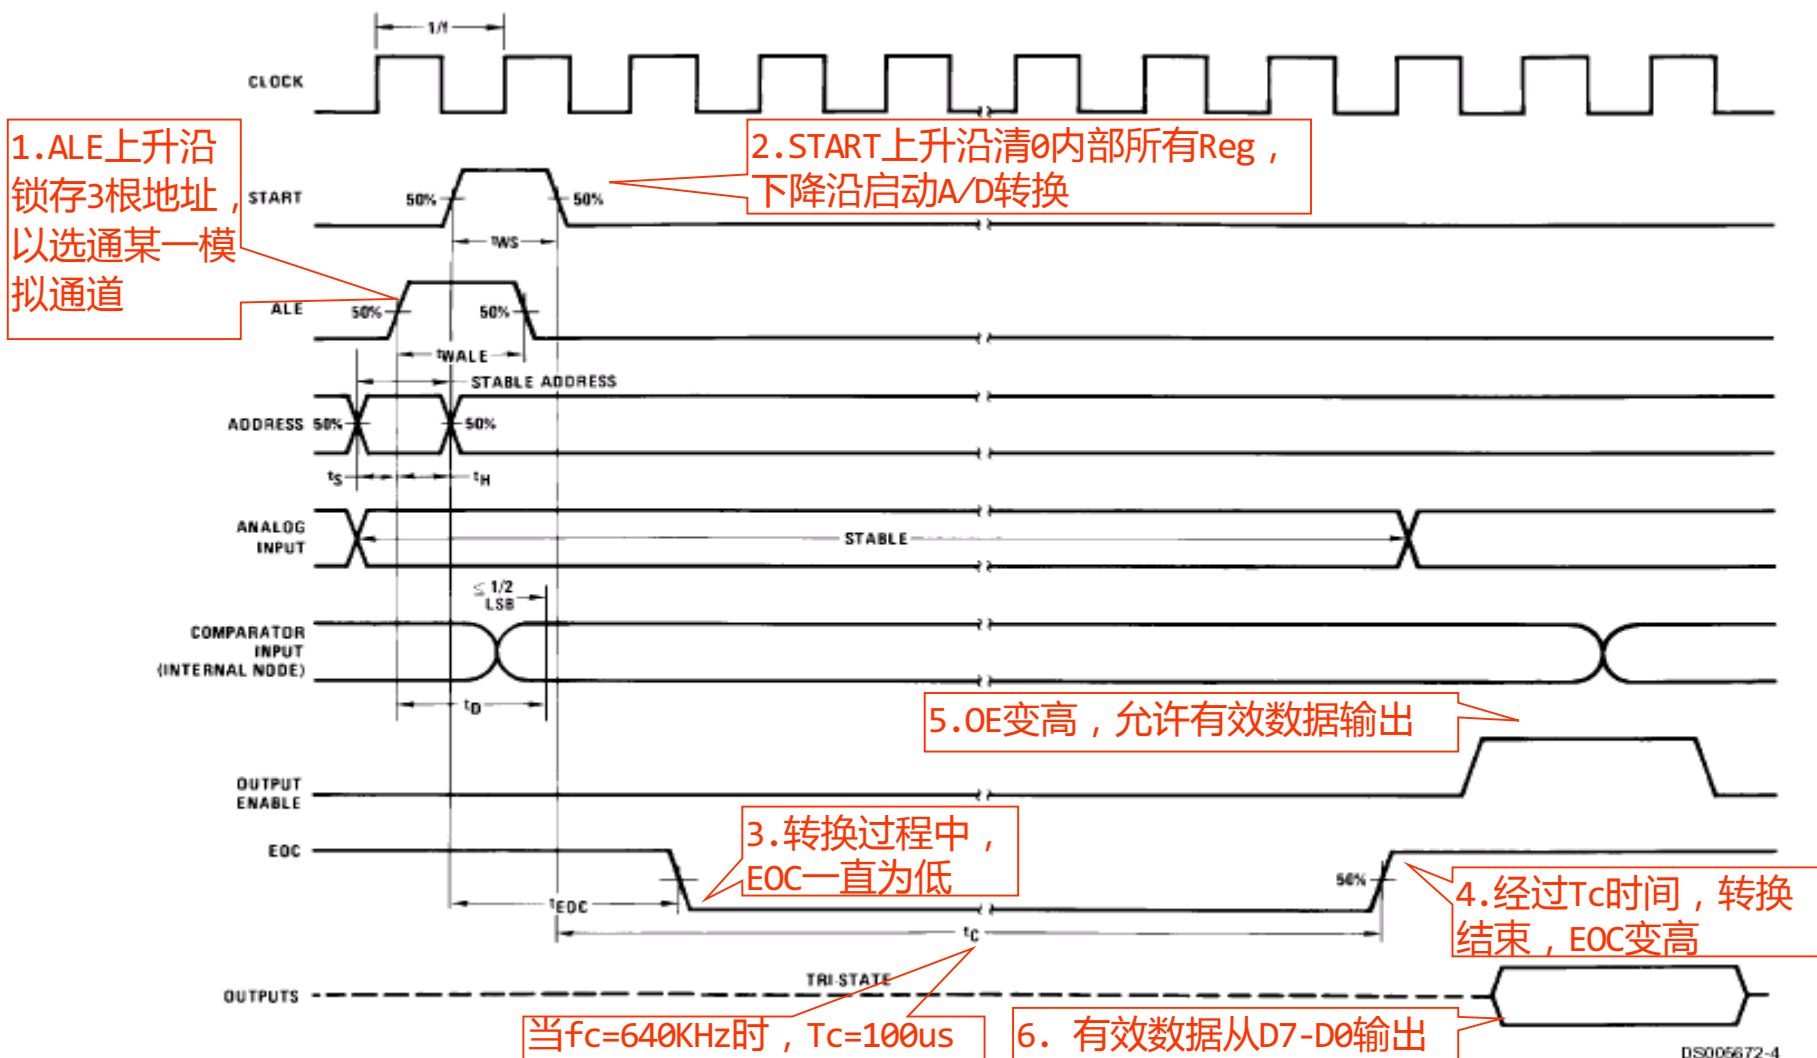 1/f
CLOCK
1.ALE上升沿
锁存3根地址，
以选通某一模
拟通道
2.START上升沿清0内部所有Reg，
下降沿启动A/D转换
START
50%
50%
tWS
ALE
50%
50%
tWALE
STABLE ADDRESS
ADDRESS
50%
50%
tS
tH
ANALOG
INPUT
STABLE
≤ 1/2
LSB
COMPARATOR
INPUT
(INTERNAL NODE)
tD
5.OE变高，允许有效数据输出
OUTPUT
ENABLE
3.转换过程中，
EOC一直为低
EOC
50%
4.经过Tc时间，转换
结束，EOC变高
tEOC
tC
TRI-STATE
OUTPUTS
当fc=640KHz时，Tc=100us
6. 有效数据从D7-D0输出
DS005672-4